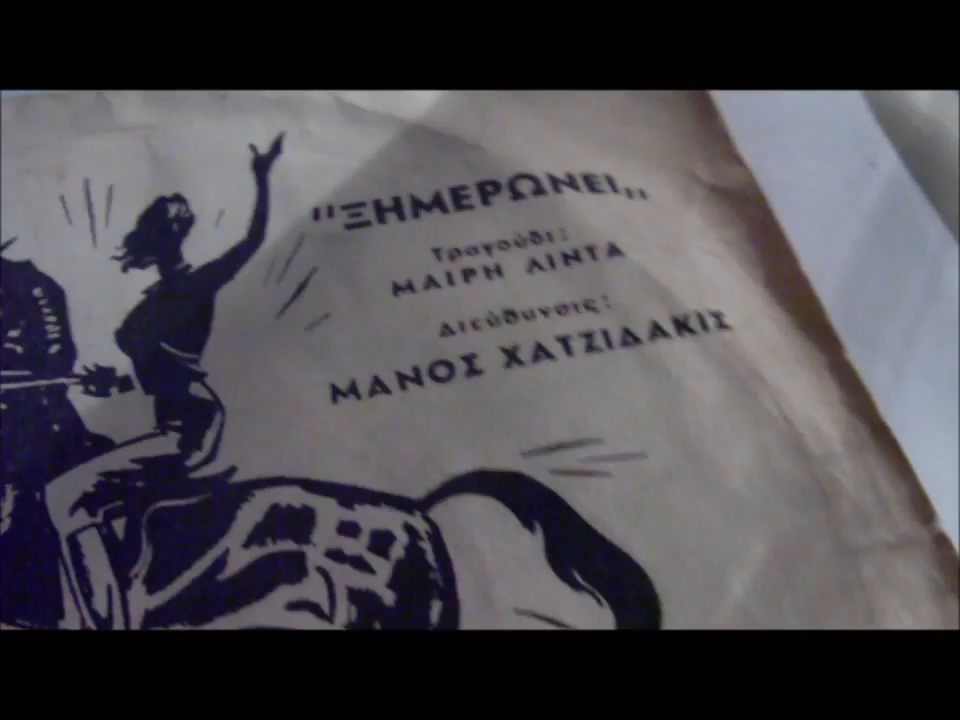 "ΞΗΜΕΡΩΝΕΙ„
Τραγούδι:
ΜΑΙΡΗ ΛΙΝΤΑ
Διεύθυνσις:
ΜΑΝΟΣ ΧΑΤΖΙΔΑΚΙΣ